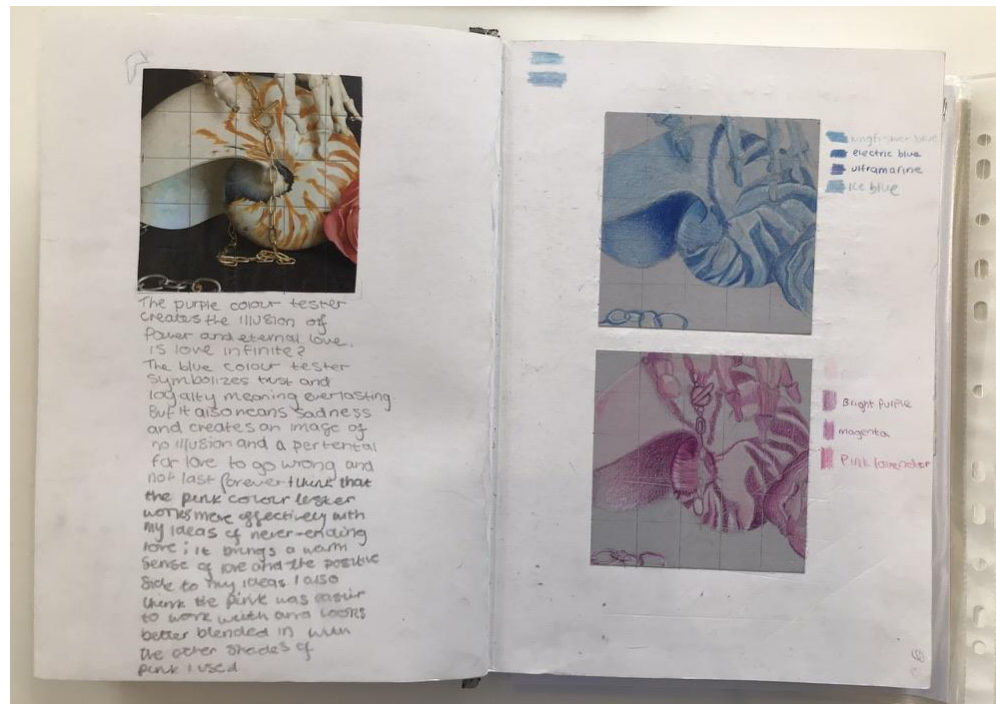 The purple colour tester
creates the illusion of
Power and eternal love.
is love infinite?
The blue colour tester
symbolizes trust and
loyalty meaning everlasting.
But it also means sadness
and creates an image of
no illusion and a pertental
for love to go wrong and
not last forever I think that
the pink colour tester
works more effectively with
my ideas of never-ending
love; it brings a warm
sense of love and the positive
side to my ideas. I also
think the pink was easier
to work with and looks
better blended in with
the other shades of
pink I used
kingfisher blue
electric blue
ultramarine
Ice blue
Bright purple
magenta
Pink lavender